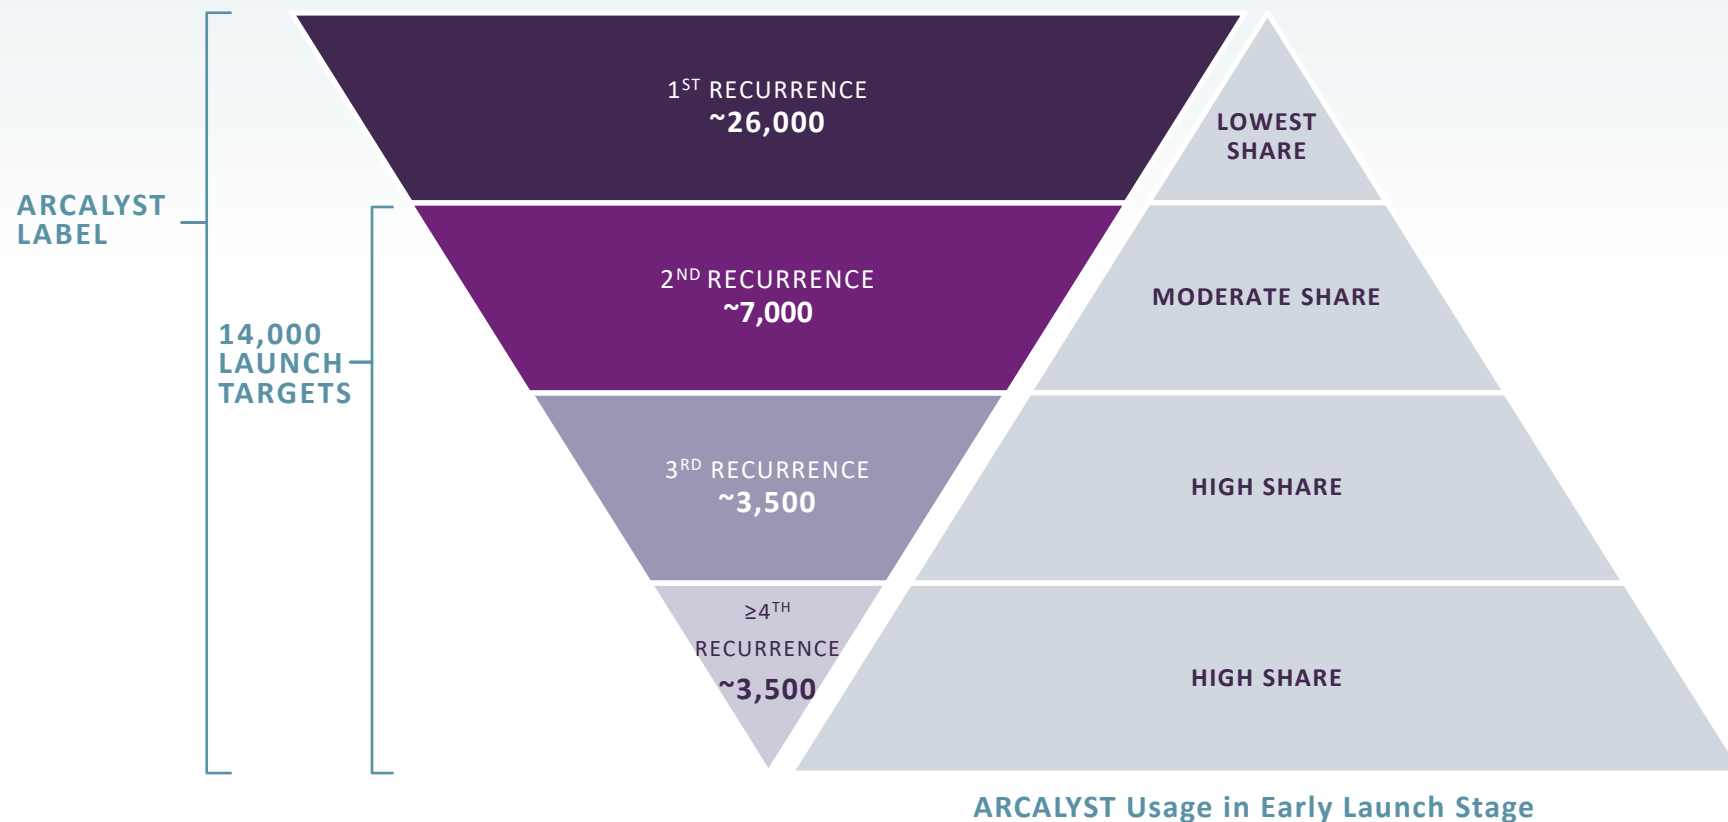 ARCALYST
LABEL
14,000
LAUNCH
TARGETS
1ST RECURRENCE
~26,000
2ND RECURRENCE
~7,000
3RD RECURRENCE
~3,500
≥4TH
RECURRENCE
~3,500
LOWEST
SHARE
MODERATE SHARE
HIGH SHARE
HIGH SHARE
ARCALYST Usage in Early Launch Stage